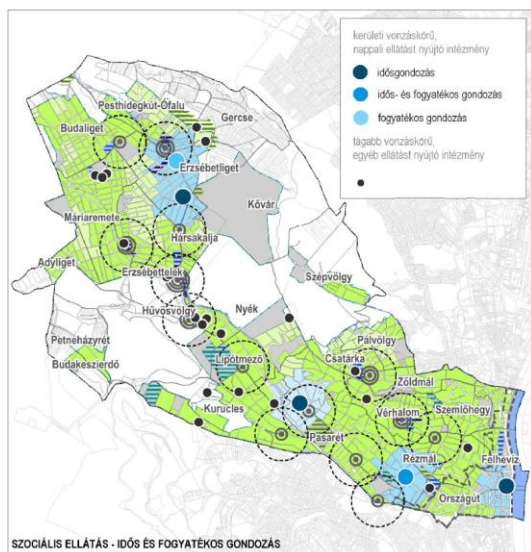 kerületi vonzáskörű,
nappali ellátást nyújtó intézmény
idősgondozás
idős- és fogyatékos gondozás
fogyatékos gondozás
tágabb vonzáskörű,
egyéb ellátást nyújtó intézmény
Pesthidegkút-Ófalu
Gercse
Budaliget
Erzsébetliget
Kővár
Máriaremete
Hársakalja
Adyliget
Erzsébettelek
Szépvölgy
Hűvösvölgy
Nyék
Petneházyrét
Pálvölgy
Budakeszierdő
Lipótmező
Csatárka
Zöldmál
Kurucles
Vérhalom
Szemlőhegy
Pasarét
Rézmál
Felhévíz
Országút
SZOCIÁLIS ELLÁTÁS - IDŐS ÉS FOGYATÉKOS GONDOZÁS